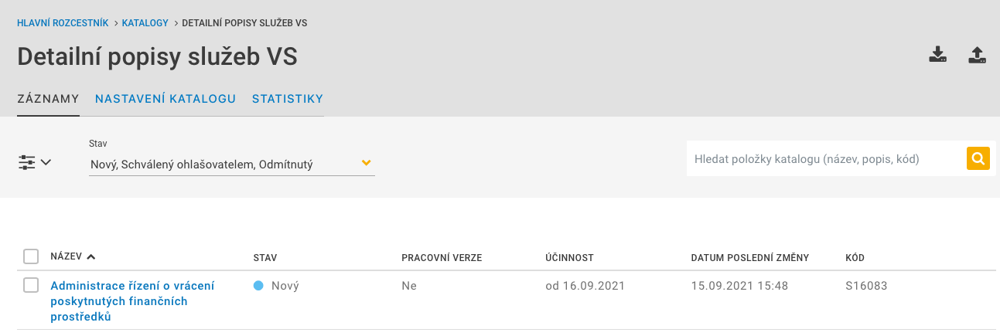 HLAVNÍ ROZCESTNÍK > KATALOGY > DETAILNÍ POPISY SLUŽEB VS
Detailní popisy služeb VS
ZÁZNAMY NASTAVENÍ KATALOGU STATISTIKY
Stav
Nový, Schválený ohlašovatelem, Odmítnutý
Hledat položky katalogu (název, popis, kód)
NÁZEV STAV PRACOVNÍ VERZE ÚČINNOST DATUM POSLEDNÍ ZMĚNY KÓD
Administrace řízení o vrácení Nový Ne od 16.09.2021 15.09.2021 15:48 S16083
poskytnutých finančních
prostředků